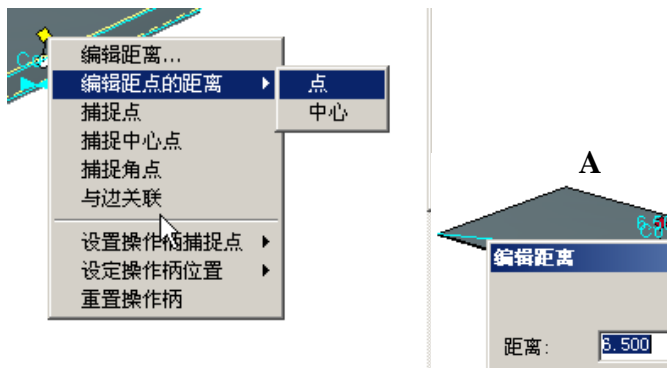 编辑距离...
编辑距点的距离
点
中心
捕捉点
捕捉中心点
捕捉角点
与边关联
设置操作柄捕捉点
设定操作柄位置
重置操作柄
A
编辑距离
距离:
6.500